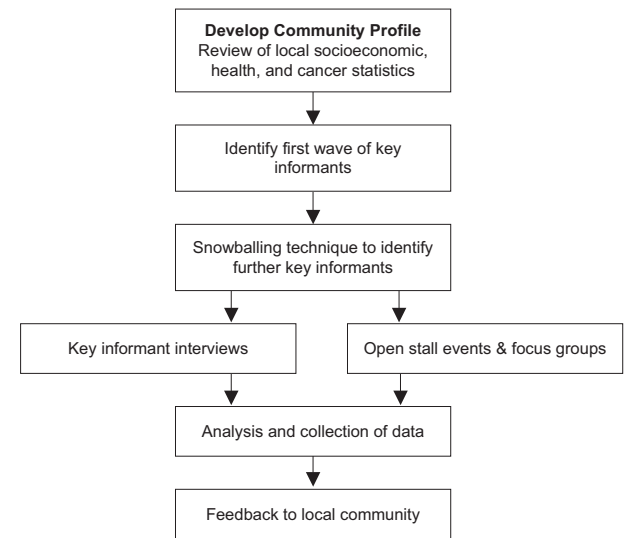 Develop Community Profile
Review of local socioeconomic,
health, and cancer statistics
Identify first wave of key
informants
Snowballing technique to identify
further key informants
Key informant interviews
Open stall events & focus groups
Analysis and collection of data
Feedback to local community